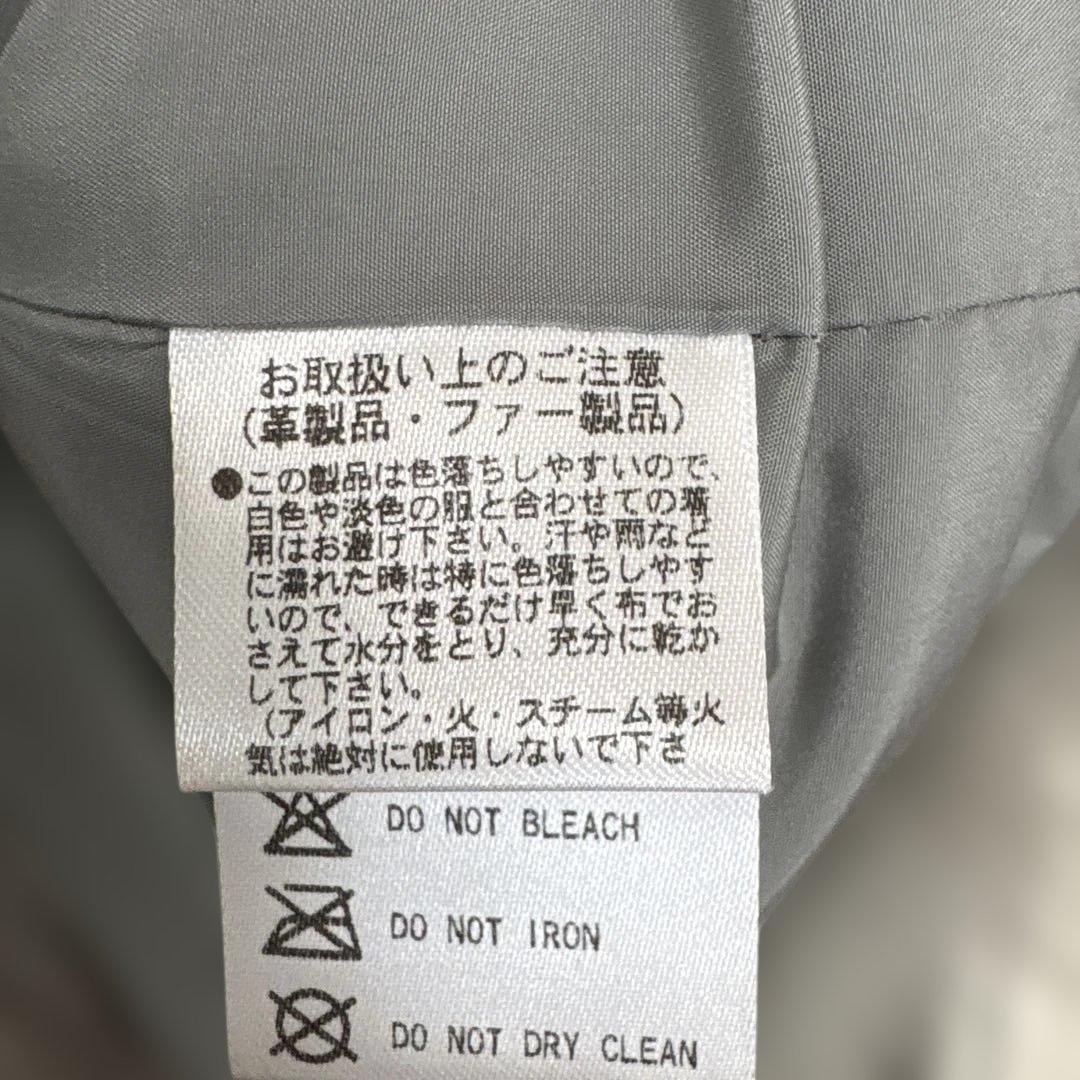 お取扱い上のご注意
(革製品・ファー製品)
●この製品は色落ちしやすいので、
白色や淡色の服と合わせての着
用はお避け下さい。汗や雨など
に濡れた時は特に色落ちしやす
いので、できるだけ早く布でお
さえて水分をとり、充分に乾か
して下さい。
(アイロン・火・スチーム等火
気は絶対に使用しないで下さ
DO NOT BLEACH
DO NOT IRON
DO NOT DRY CLEAN